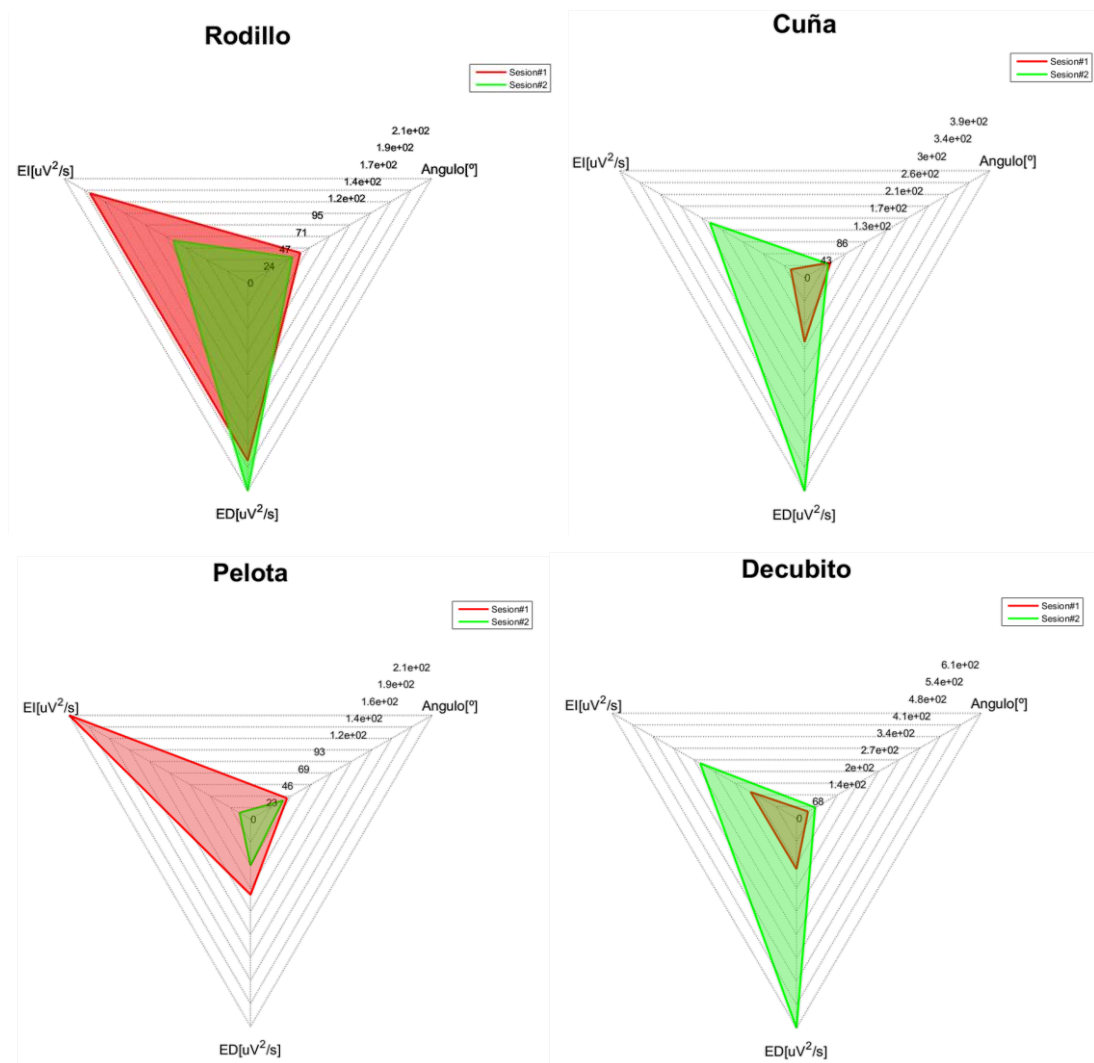 Rodillo
Sesion#1
Sesion#2
2.1e+02
1.9e+02
1.7e+02
1.4e+02
1.2e+02
95
71
47
24
0
EI[uV²/s]
Angulo[º]
ED[uV²/s]
Cuña
Sesion#1
Sesion#2
3.9e+02
3.4e+02
3e+02
2.6e+02
2.1e+02
1.7e+02
1.3e+02
86
43
0
EI[uV²/s]
Angulo[º]
ED[uV²/s]
Pelota
Sesion#1
Sesion#2
2.1e+02
1.9e+02
1.6e+02
1.4e+02
1.2e+02
93
69
46
23
0
EI[uV²/s]
Angulo[º]
ED[uV²/s]
Decubito
Sesion#1
Sesion#2
6.1e+02
5.4e+02
4.8e+02
4.1e+02
3.4e+02
2.7e+02
2e+02
1.4e+02
68
0
EI[uV²/s]
Angulo[º]
ED[uV²/s]